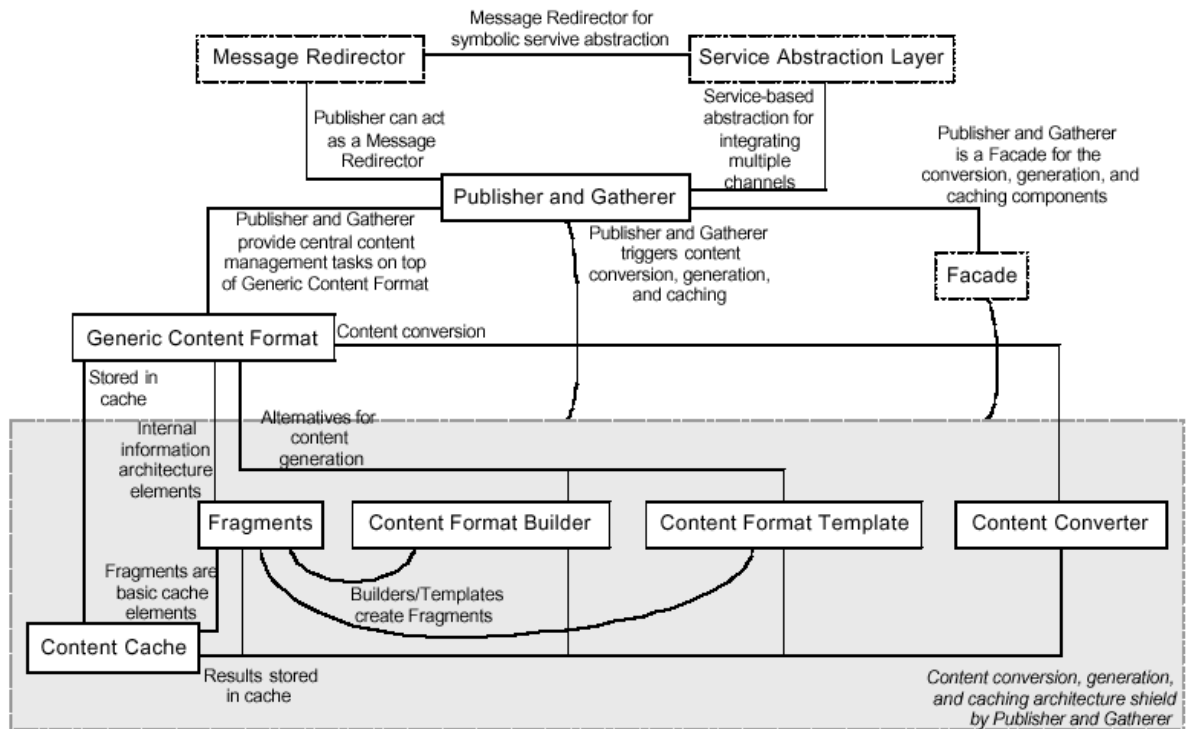 Message Redirector for
symbolic servive abstraction
Message Redirector
Service Abstraction Layer
Publisher can act
as a Message
Redirector
Service-based
abstraction for
integrating
multiple
channels
Publisher and Gatherer
is a Facade for the
conversion, generation, and
caching components
Publisher and Gatherer
Publisher and Gatherer
provide central content
management tasks on top
of Generic Content Format
Publisher and Gatherer
triggers content
conversion, generation,
and caching
Facade
Generic Content Format
Content conversion
Stored in
cache
Internal
information
architecture
elements
Alternatives for
content
generation
Fragments
Content Format Builder
Content Format Template
Content Converter
Fragments are
basic cache
elements
Builders/Templates
create Fragments
Content Cache
Results stored
in cache
Content conversion, generation,
and caching architecture shield
by Publisher and Gatherer